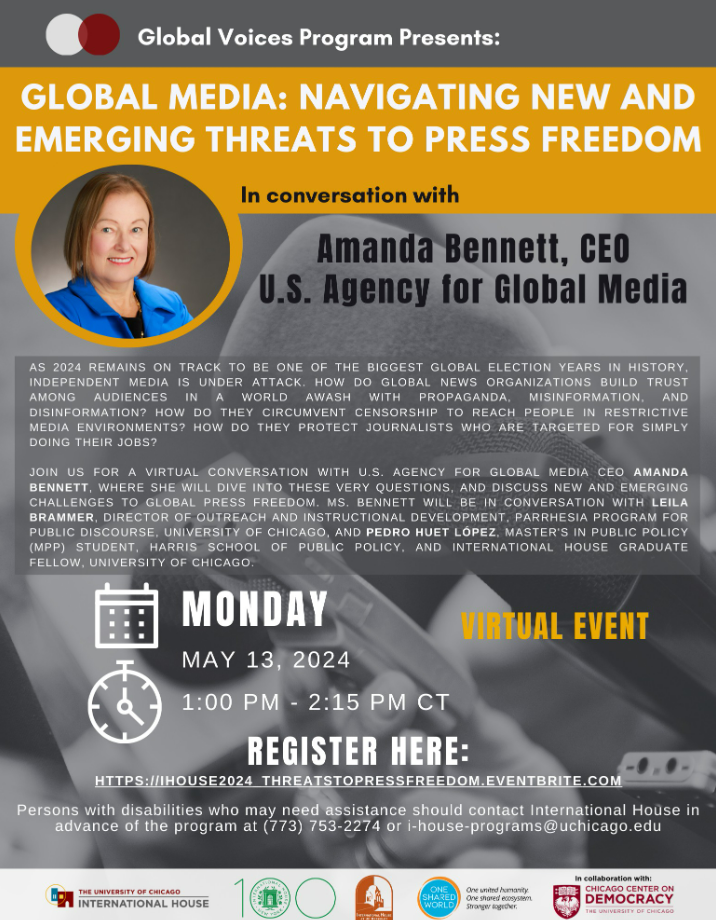 Global Voices Program Presents:
GLOBAL MEDIA: NAVIGATING NEW AND
EMERGING THREATS TO PRESS FREEDOM
In conversation with
Amanda Bennett, CEO
U.S. Agency for Global Media
AS 2024 REMAINS ON TRACK TO BE ONE OF THE BIGGEST GLOBAL ELECTION YEARS IN HISTORY,
INDEPENDENT MEDIA IS UNDER ATTACK. HOW DO GLOBAL NEWS ORGANIZATIONS BUILD TRUST
AMONG AUDIENCES IN A WORLD AWASH WITH PROPAGANDA, MISINFORMATION, AND
DISINFORMATION? HOW DO THEY CIRCUMVENT CENSORSHIP TO REACH PEOPLE IN RESTRICTIVE
MEDIA ENVIRONMENTS? HOW DO THEY PROTECT JOURNALISTS WHO ARE TARGETED FOR SIMPLY
DOING THEIR JOBS?
JOIN US FOR A VIRTUAL CONVERSATION WITH U.S. AGENCY FOR GLOBAL MEDIA CEO AMANDA
BENNETT, WHERE SHE WILL DIVE INTO THESE VERY QUESTIONS, AND DISCUSS NEW AND EMERGING
CHALLENGES TO GLOBAL PRESS FREEDOM. MS. BENNETT WILL BE IN CONVERSATION WITH LEILA
BRAMMER, DIRECTOR OF OUTREACH AND INSTRUCTIONAL DEVELOPMENT, PARRHESIA PROGRAM FOR
PUBLIC DISCOURSE, UNIVERSITY OF CHICAGO, AND PEDRO HUET LÓPEZ, MASTER'S IN PUBLIC POLICY
(MPP) STUDENT, HARRIS SCHOOL OF PUBLIC POLICY, AND INTERNATIONAL HOUSE GRADUATE
FELLOW, UNIVERSITY OF CHICAGO.
MONDAY
VIRTUAL EVENT
MAY 13, 2024
1:00 PM - 2:15 PM CT
REGISTER HERE:
HTTPS://IHOUSE2024_THREATSTOPRESSFREEDOM.EVENTBRITE.COM
Persons with disabilities who may need assistance should contact International House in
advance of the program at (773) 753-2274 or i-house-programs@uchicago.edu
THE UNIVERSITY OF CHICAGO
INTERNATIONAL HOUSE
100
ONE
SHARED
WORLD
One united humanity.
One shared ecosystem.
Stronger together.
In collaboration with:
CHICAGO CENTER ON
DEMOCRACY
THE UNIVERSITY OF CHICAGO